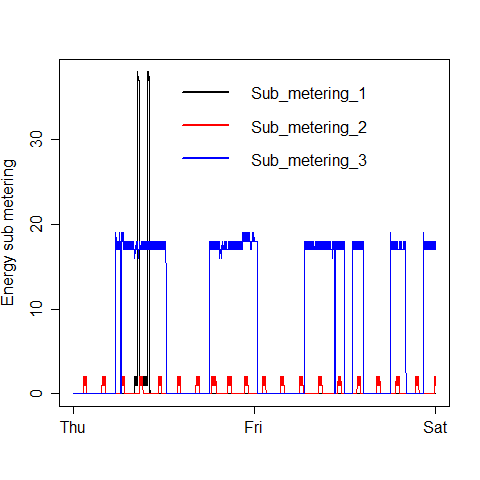 Sub_metering_1
Sub_metering_2
Sub_metering_3
Energy sub metering
30
20
10
0
Thu Fri Sat